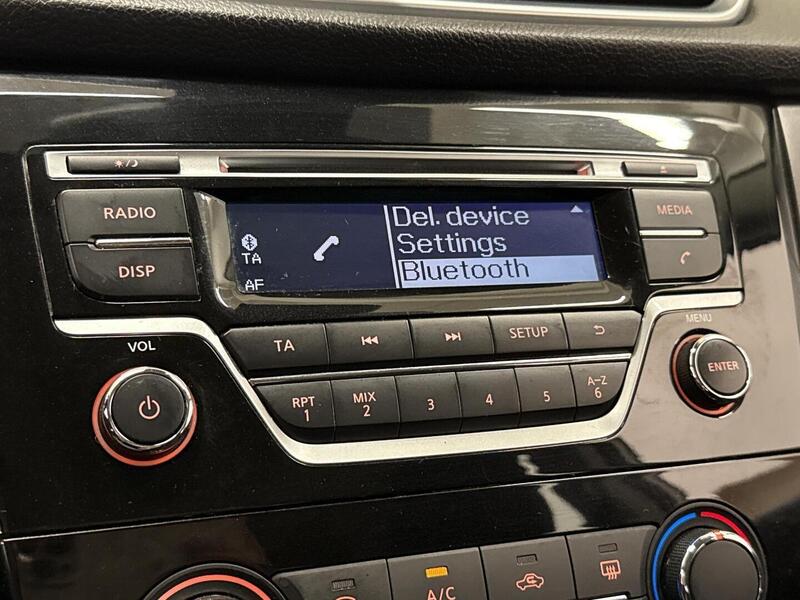 RADIO
DISP
TA
AF
Del. device
Settings
Bluetooth
MEDIA
VOL
TA
SETUP
MENU
ENTER
RPT
1
MIX
2
3
4
5
A-Z
6
A/C